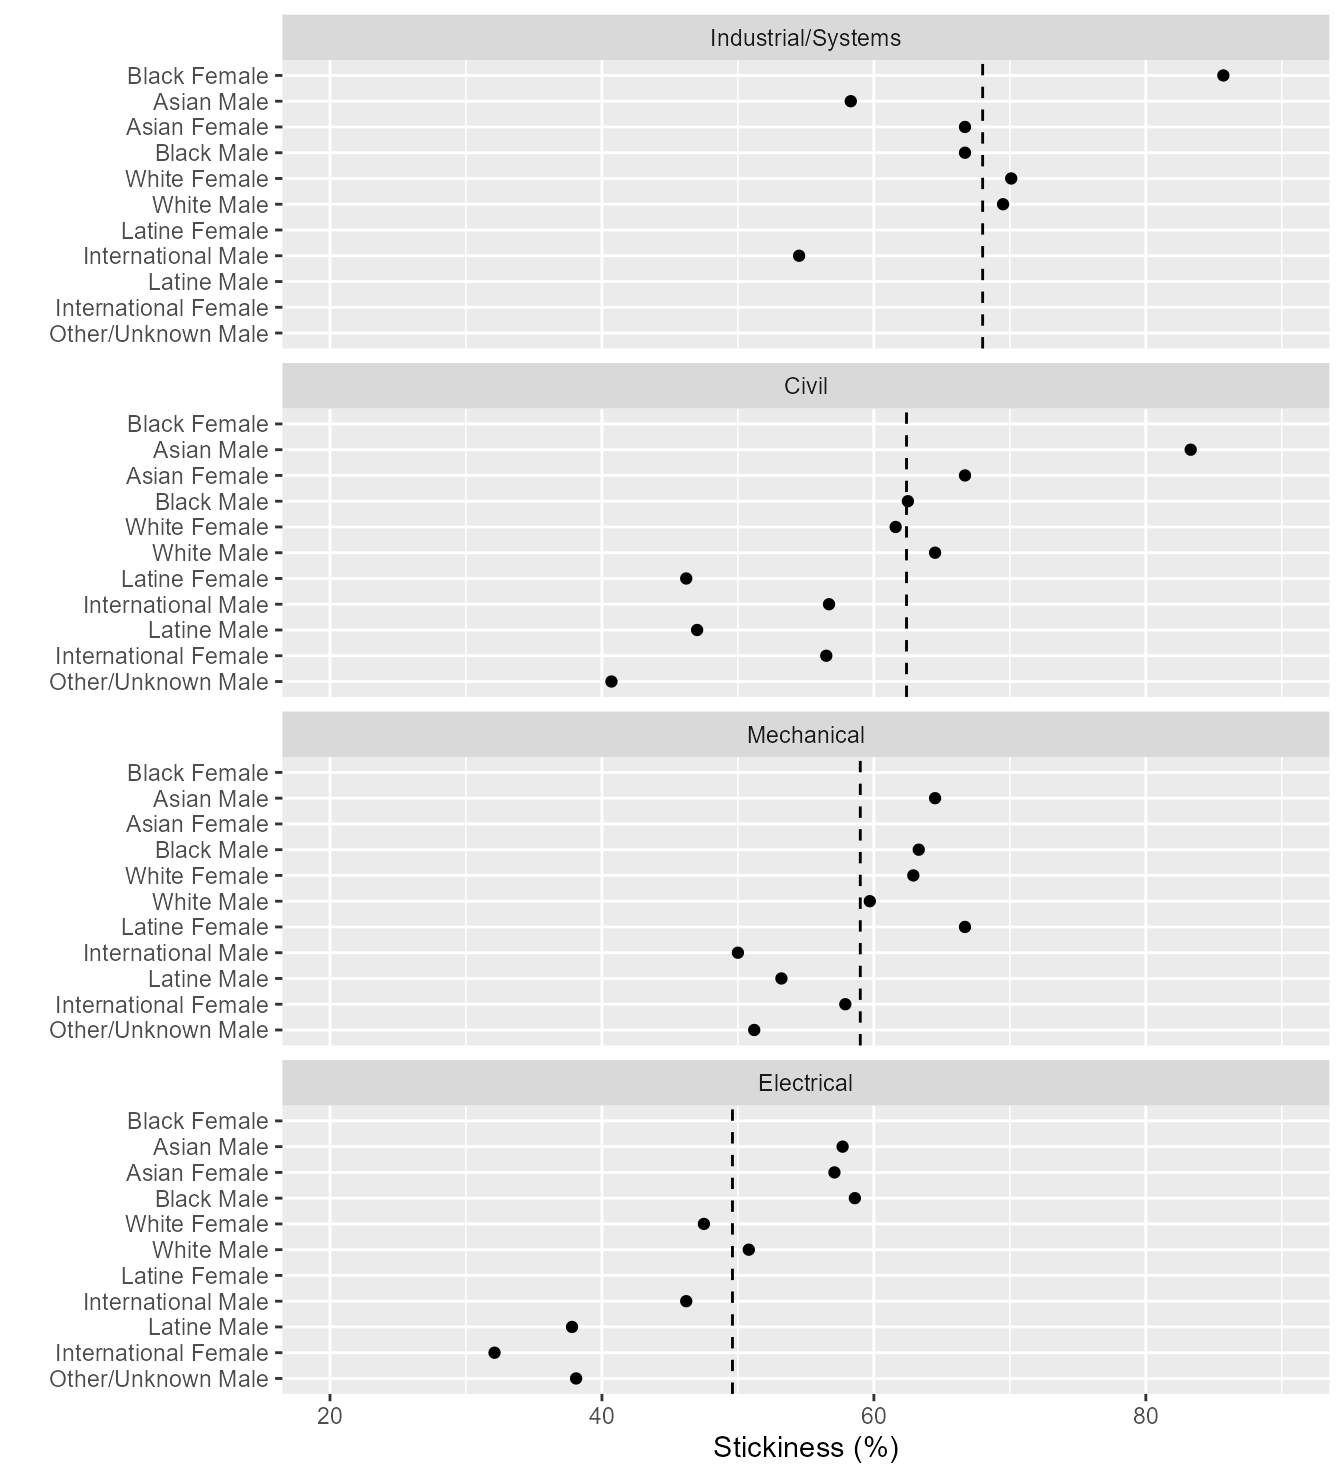 Industrial/Systems
Black Female
Asian Male
Asian Female
Black Male
White Female
White Male
Latine Female
International Male
Latine Male
International Female
Other/Unknown Male
Civil
Black Female
Asian Male
Asian Female
Black Male
White Female
White Male
Latine Female
International Male
Latine Male
International Female
Other/Unknown Male
Mechanical
Black Female
Asian Male
Asian Female
Black Male
White Female
White Male
Latine Female
International Male
Latine Male
International Female
Other/Unknown Male
Electrical
Black Female
Asian Male
Asian Female
Black Male
White Female
White Male
Latine Female
International Male
Latine Male
International Female
Other/Unknown Male
20 40 60 80
Stickiness (%)